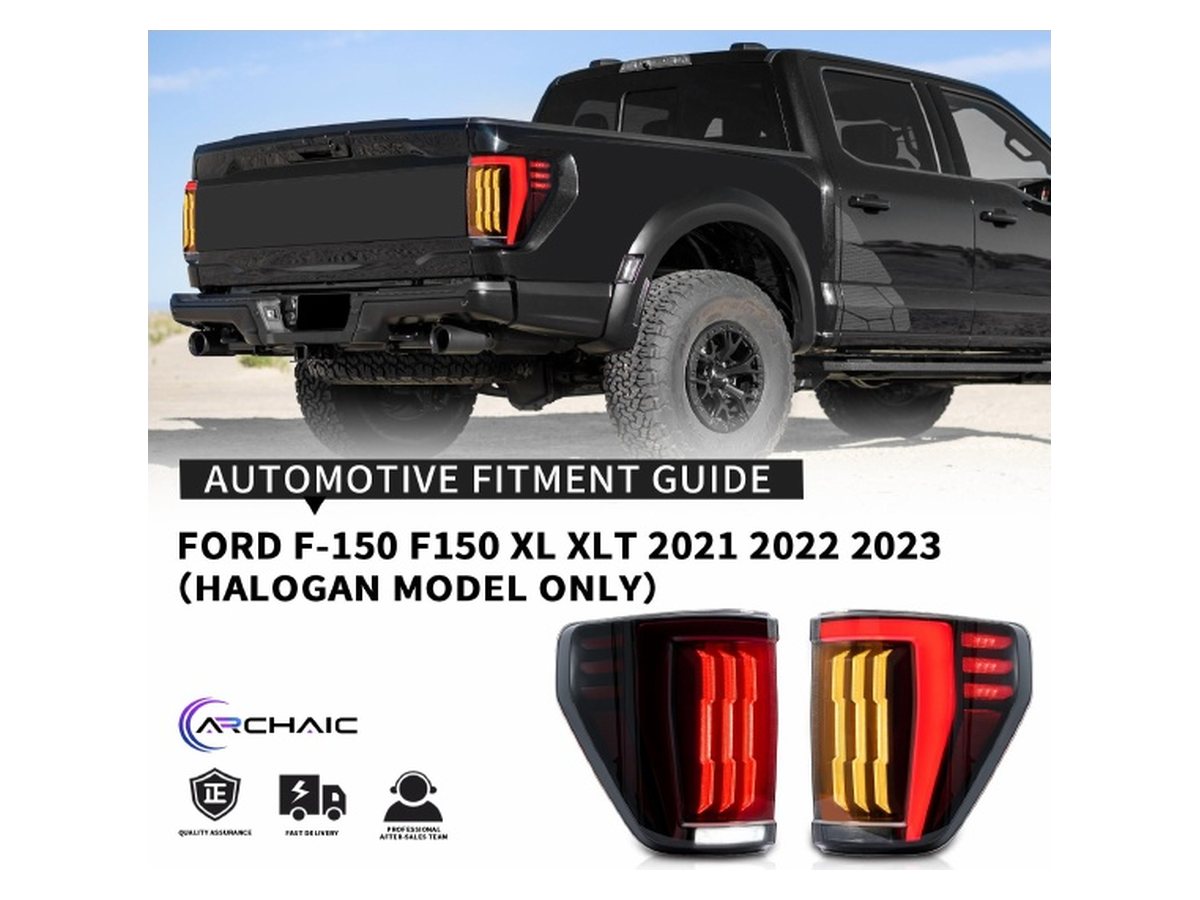 AUTOMOTIVE FITMENT GUIDE
FORD F-150 F150 XL XLT 2021 2022 2023
(HALOGAN MODEL ONLY)
ARCHAIC
正
QUALITY ASSURANCE
FAST DELIVERY
PROFESSIONAL
AFTER-SALES TEAM